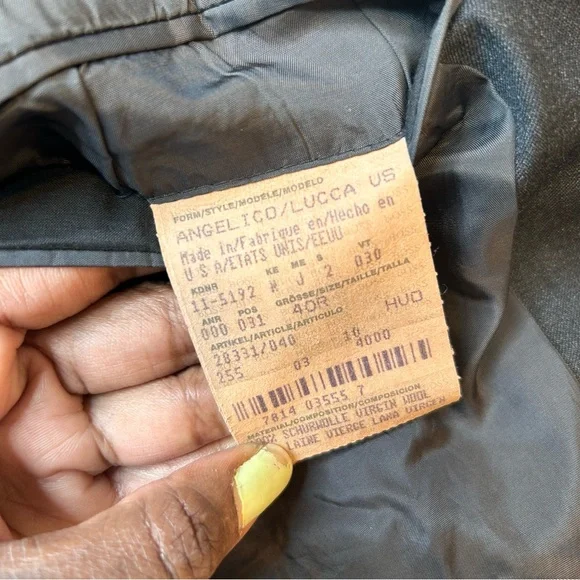 FORM/STYLE/MODELE/MODELO
ANGELICO/LUCCA US
Made in/Fabrique en/Hecho en
U S A/ETATS UNIS/EEUU
KDNR KE ME S VT
11-5192 J 2 030
ANR POS GRÖSSE/SIZE/TAILLE/TALLA
000 031 40R HVO
ARTIKEL/ARTICLE/ARTICULO
28331/040 10
255 03 4000
7814 03555 7
MATERIAL/COMPOSITION/COMPOSICION
SCHURWOLLE VIRGIN WOOL
LAINE VIERGE LANA VIRGEN